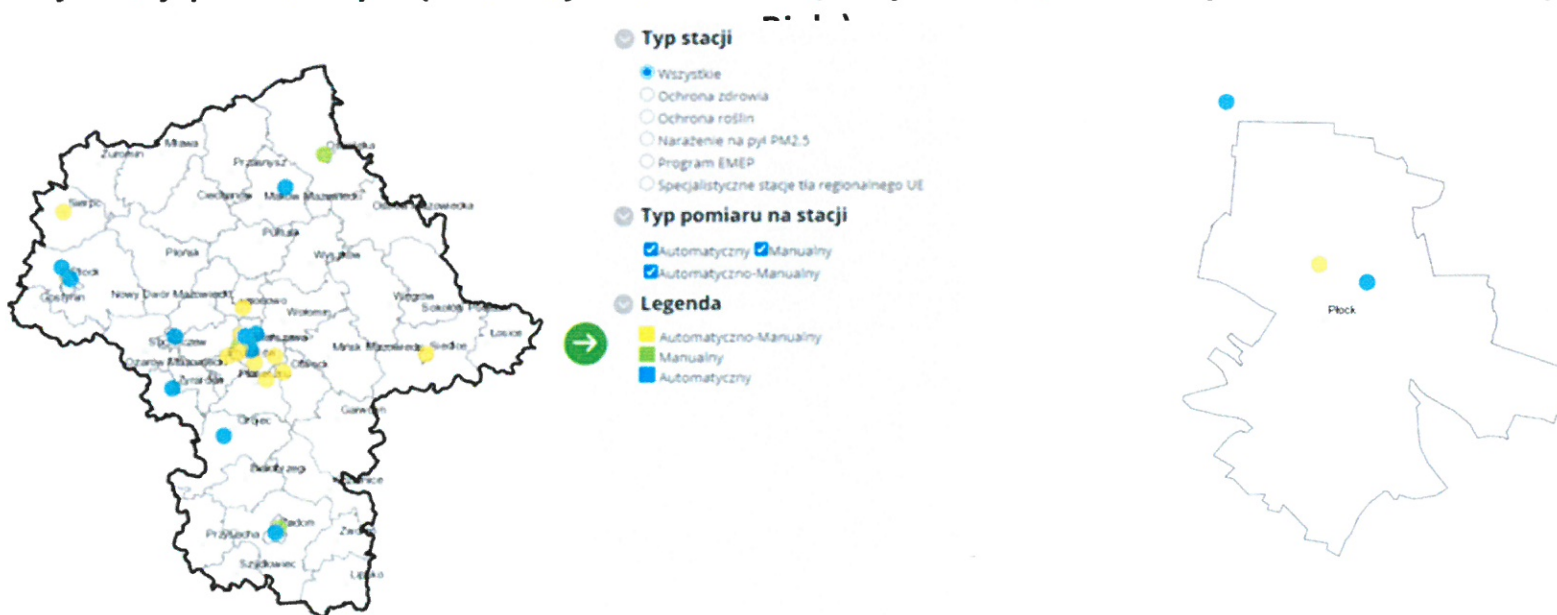 Typ stacji
Wszystkie
Ochrona zdrowia
Ochrona roślin
Narażenie na pył PM2.5
Program EMEP
Specjalistyczne stacje tła regionalnego UE
Typ pomiaru na stacji
Automatyczny Manualny
Automatyczno-Manualny
Legenda
Automatyczno-Manualny
Manualny
Automatyczny
Mława
Żuromin
Przasnysz
Ciechanów Maków Mazowiecki
Sierpc
Pułtusk
Płońsk
Wyszków
Gostynin
Nowy Dwór Mazowiecki
Węgrów
Wołomin
Łosice
Mińsk Mazowiecki Siedlce
Otwock
Garwolin
Grójec
Białobrzegi
Radom
Przysucha
Szydłowiec
Lipsko
Płock